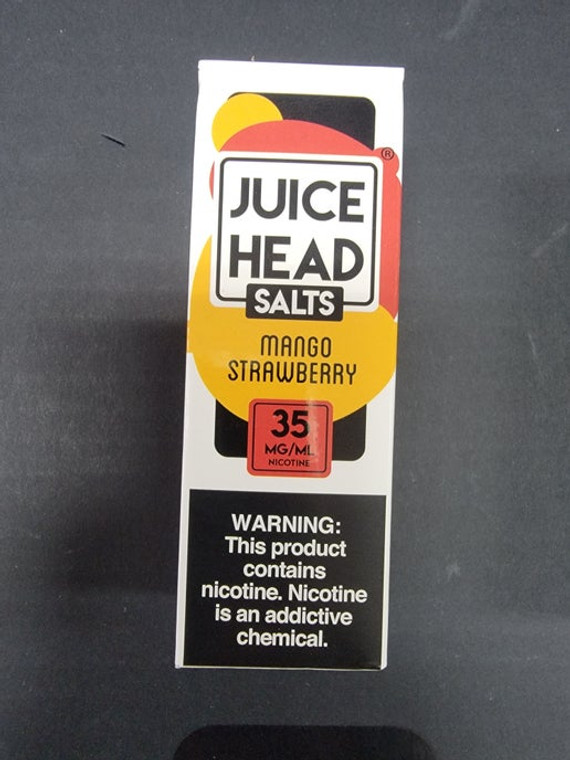 ®
JUICE
HEAD
SALTS
MANGO
STRAWBERRY
35
MG/ML
NICOTINE
WARNING:
This product
contains
nicotine. Nicotine
is an addictive
chemical.